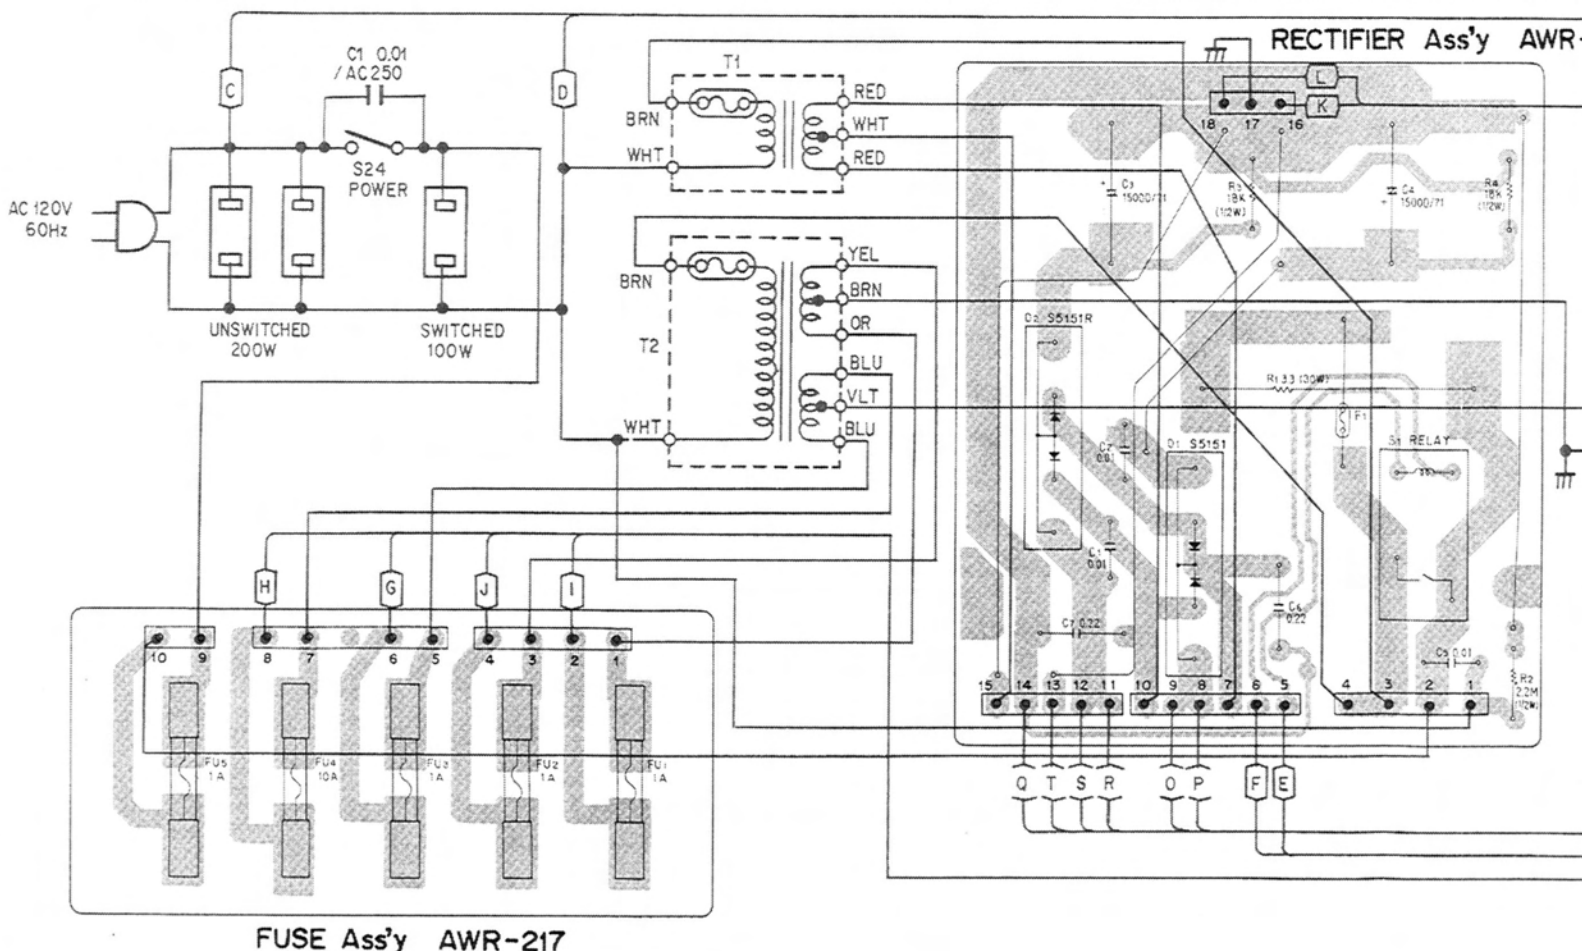 RECTIFIER Ass'y AWR-
C1 0.01
/AC250
C
D
S24
POWER
AC 120V
60Hz
UNSWITCHED
200W
SWITCHED
100W
T1
BRN
WHT
RED
WHT
RED
T2
BRN
WHT
YEL
BRN
OR
BLU
VLT
BLU
L
K
18 17 16
C3
15000/71
R3
18K
(1/2W)
C4
15000/71
R4
18K
(1/2W)
D2 S5151R
R1 33 (30W)
F1
S1 RELAY
C2
0.01
D1 S5151
C1
0.01
C7 0.22
C6
0.22
C5 0.01
R2
2.2M
(1/2W)
15 14 13 12 11 10 9 8 7 6 5 4 3 2 1
Q T S R O P F E
H G J I
10 9 8 7 6 5 4 3 2 1
FU5
1A
FU4
10A
FU3
1A
FU2
1A
FU1
1A
FUSE Ass'y AWR-217